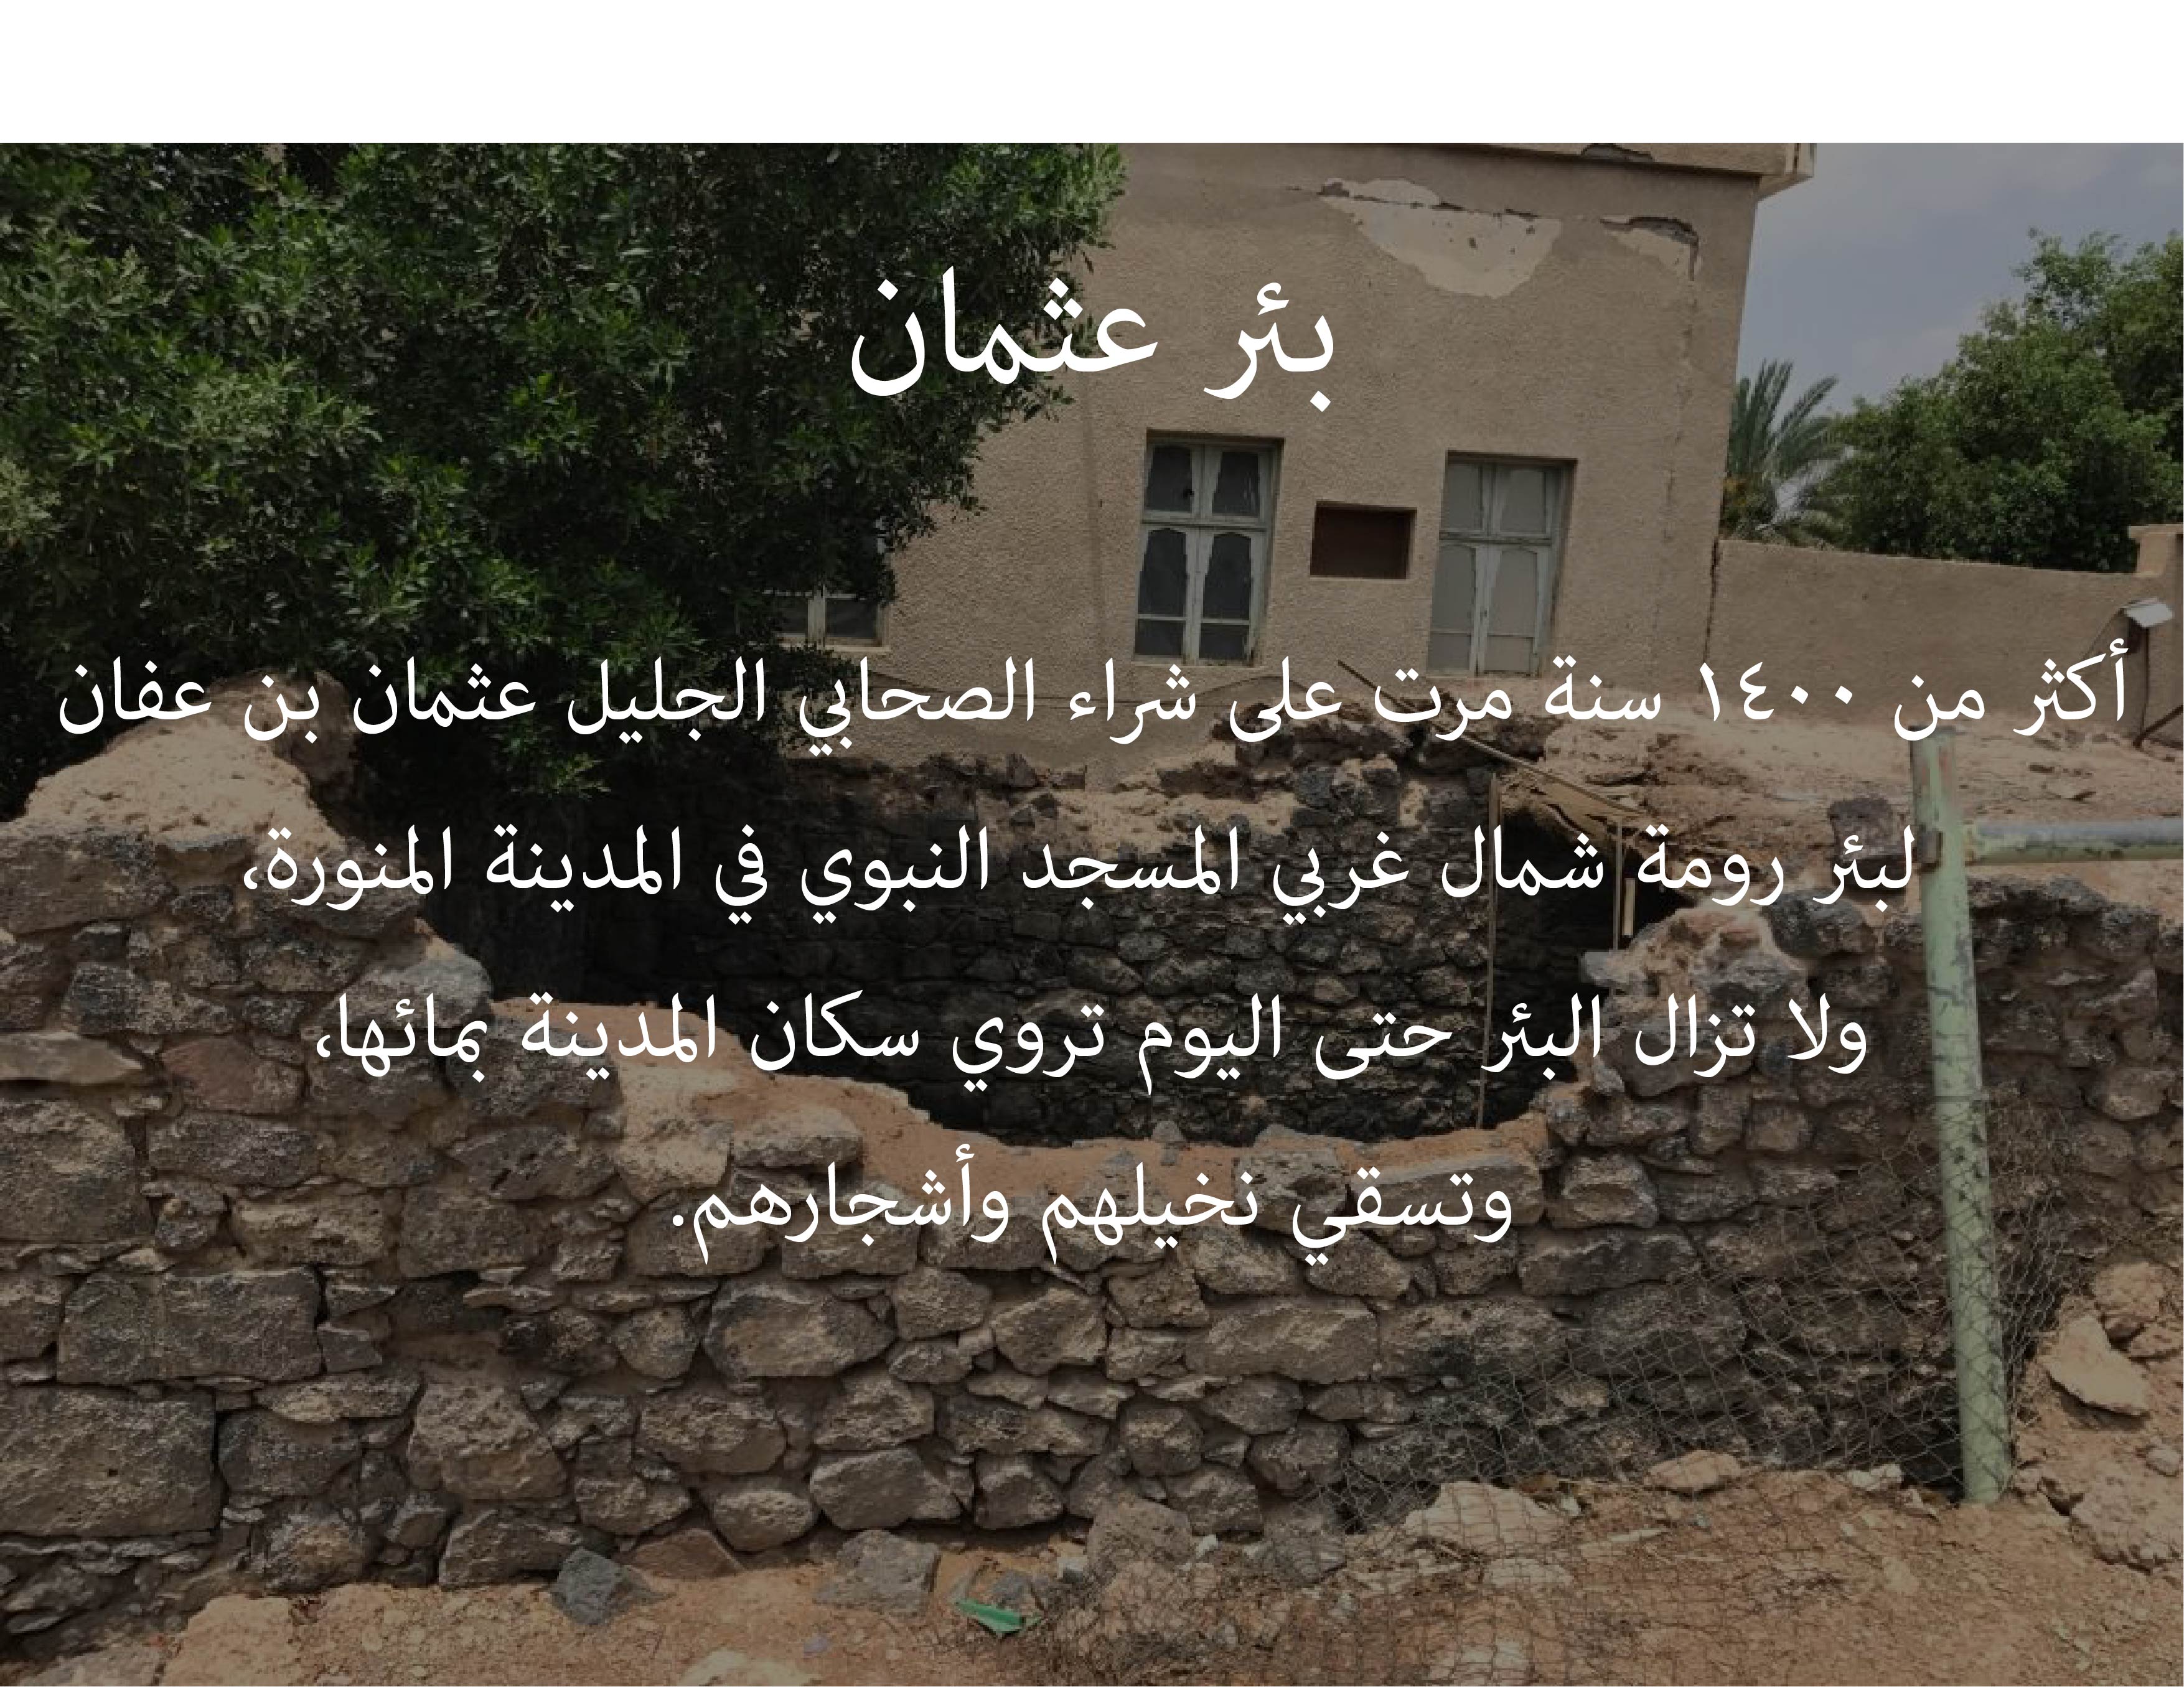 بئر عثمان
أكثر من ١٤٠٠ سنة مرت على شراء الصحابي الجليل عثمان بن عفان
لبئر رومة شمال غربي المسجد النبوي في المدينة المنورة،
ولا تزال البئر حتى اليوم تروي سكان المدينة بمائها،
وتسقي نخيلهم وأشجارهم.